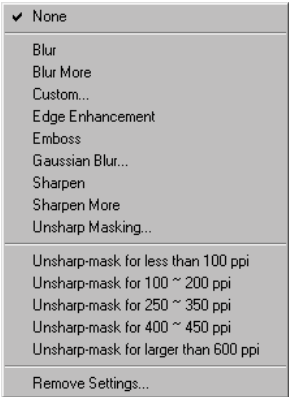 None
Blur
Blur More
Custom...
Edge Enhancement
Emboss
Gaussian Blur...
Sharpen
Sharpen More
Unsharp Masking...
Unsharp-mask for less than 100 ppi
Unsharp-mask for 100 ~ 200 ppi
Unsharp-mask for 250 ~ 350 ppi
Unsharp-mask for 400 ~ 450 ppi
Unsharp-mask for larger than 600 ppi
Remove Settings...